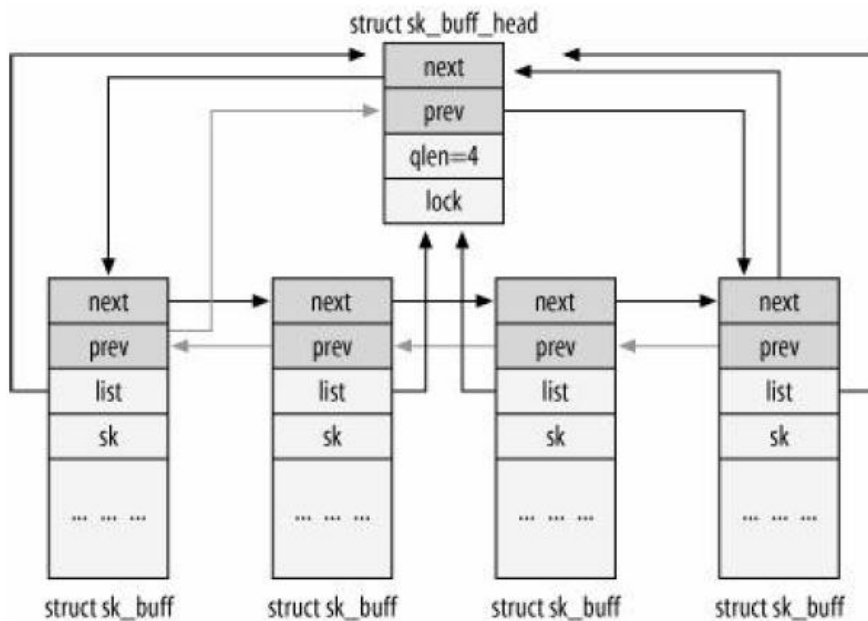 struct sk_buff_head
next
prev
qlen=4
lock
next
prev
list
sk
... ... ...
struct sk_buff
next
prev
list
sk
... ... ...
struct sk_buff
next
prev
list
sk
... ... ...
struct sk_buff
next
prev
list
sk
... ... ...
struct sk_buff